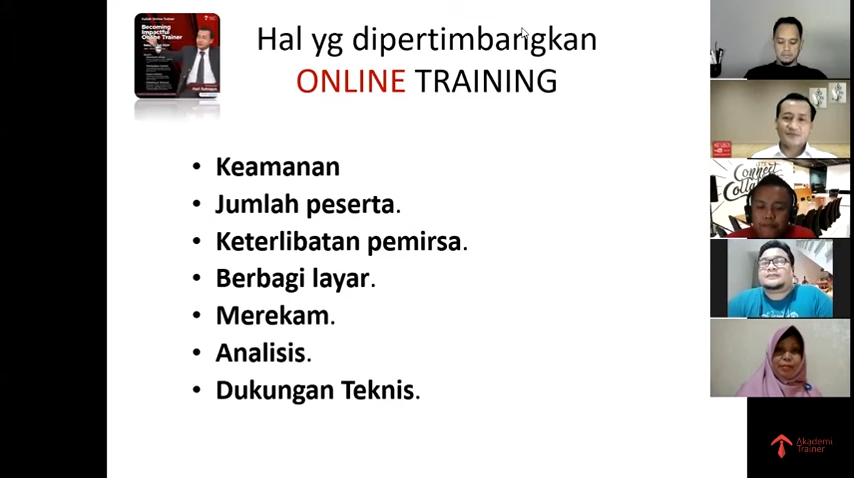 Becoming
Impactful
Online Trainer
Hal yg dipertimbangkan
ONLINE TRAINING
• Keamanan
• Jumlah peserta.
• Keterlibatan pemirsa.
• Berbagi layar.
• Merekam.
• Analisis.
• Dukungan Teknis.
Connect
Akademi
Trainer